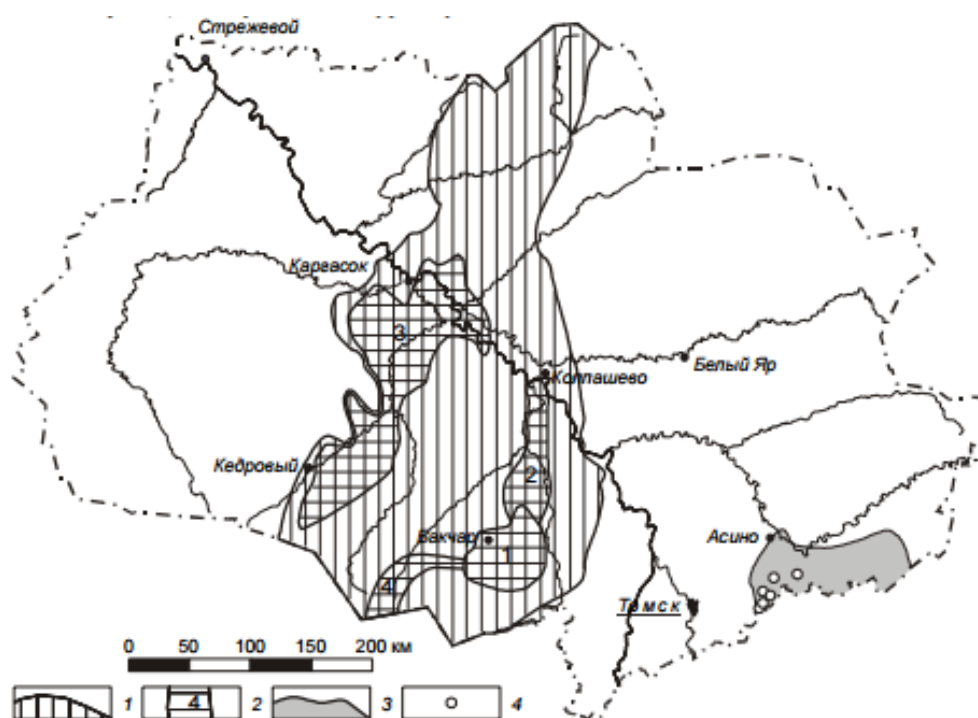 Стрежевой
Каргасок
3
Колпашево
Белый Яр
Кедровый
2
Бакчар
1
Асино
4
Томск
0 50 100 150 200 км
1 4 2 3 4